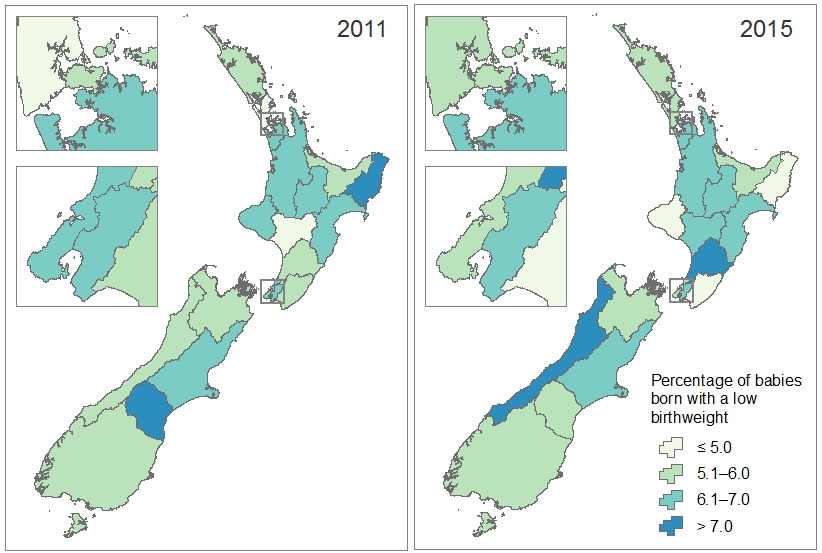 2011
2015
Percentage of babies
born with a low
birthweight
≤ 5.0
5.1–6.0
6.1–7.0
> 7.0